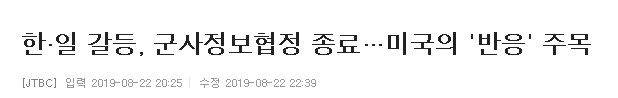 한·일 갈등, 군사정보협정 종료…미국의 '반응' 주목
[JTBC] 입력 2019-08-22 20:25 | 수정 2019-08-22 22:39